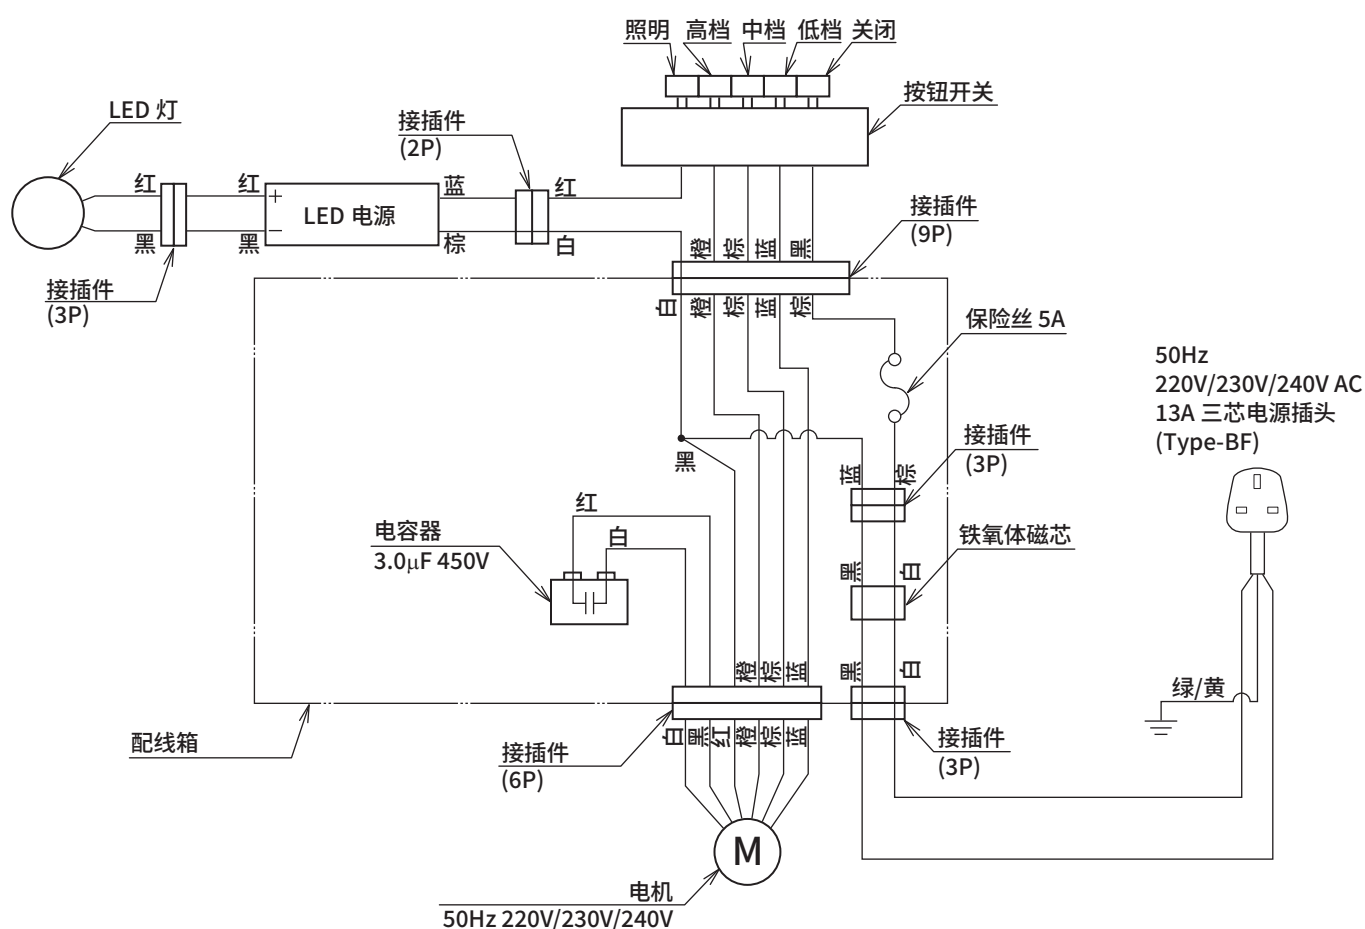 照明 高档 中档 低档 关闭
按钮开关
LED 灯
接插件
(2P)
红 红 蓝 红
+
LED 电源
−
黑 黑 棕 白
接插件
(3P)
接插件
(9P)
橙 棕 蓝 黑
白 橙 棕 蓝 棕
保险丝 5A
50Hz
220V/230V/240V AC
13A 三芯电源插头
(Type-BF)
接插件
(3P)
黑
蓝 棕
红
白
电容器
3.0μF 450V
铁氧体磁芯
黑 白
橙 棕 蓝 黑 白
绿/黄
配线箱
白 黑 红 橙 棕 蓝
接插件
(6P)
接插件
(3P)
M
电机
50Hz 220V/230V/240V